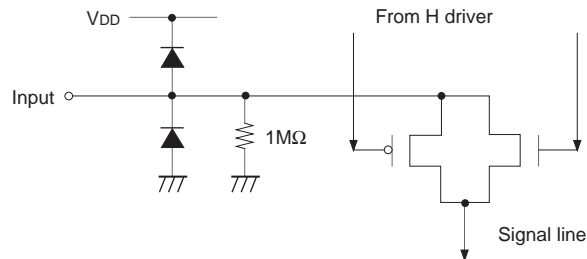 VDD
From H driver
Input
1MΩ
Signal line